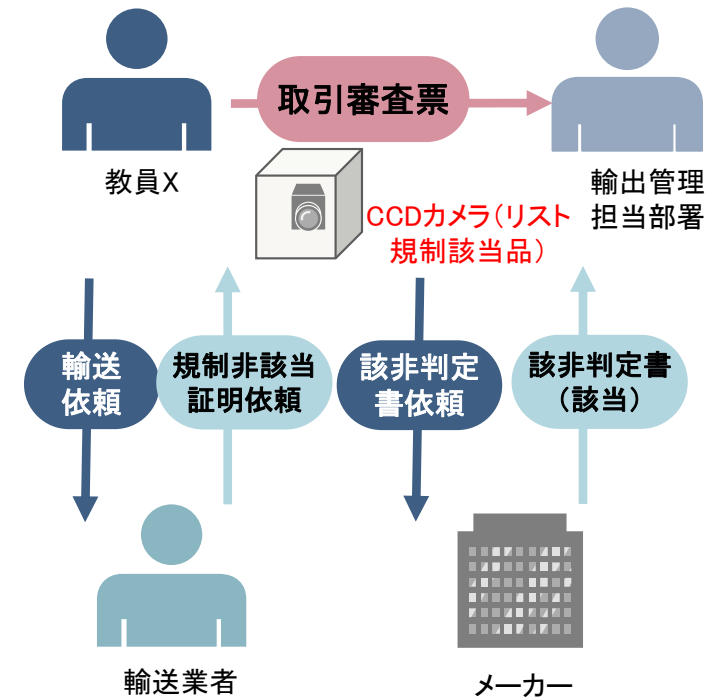 取引審査票
教員X
輸出管理
担当部署
CCDカメラ(リスト
規制該当品)
輸送
依頼
規制非該当
証明依頼
該非判定
書依頼
該非判定書
(該当)
輸送業者
メーカー